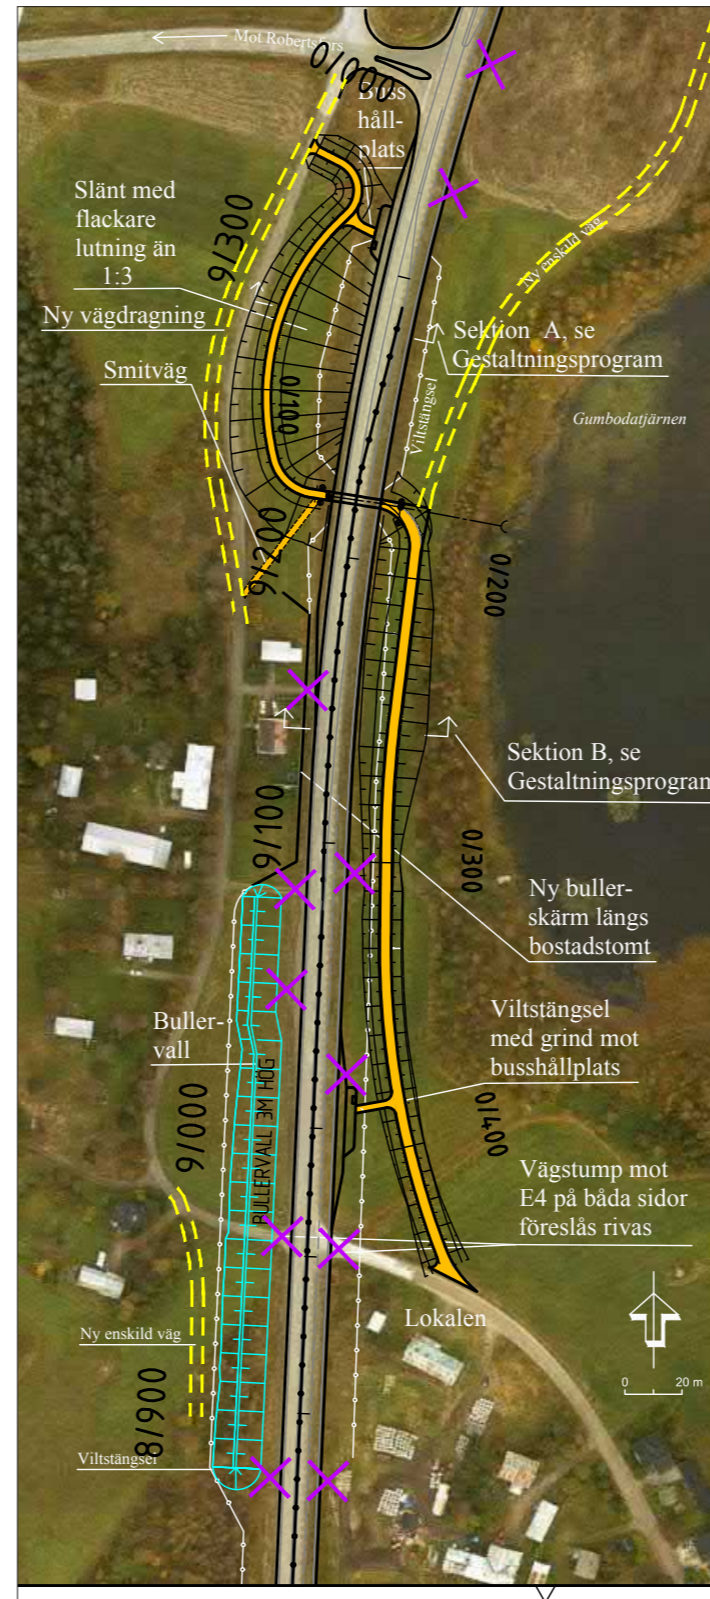 Mot Robertsfors
0/000
Buss
håll-
plats
Slänt med
flackare
lutning än
1:3
9/300
Ny vägdragning
Smitväg
0/100
Ny enskild väg
Sektion A, se
Gestaltningsprogram
Viltstängsel
Gumbodatjärnen
9/200
0/200
Sektion B, se
Gestaltningsprogram
9/100
0/300
Ny buller-
skärm längs
bostadstomt
Buller-
vall
Viltstängsel
med grind mot
busshållplats
9/000
BULLERVALL 3M HÖG
0/400
Vägstump mot
E4 på båda sidor
föreslås rivas
Lokalen
Ny enskild väg
0 20 m
8/900
Viltstängsel